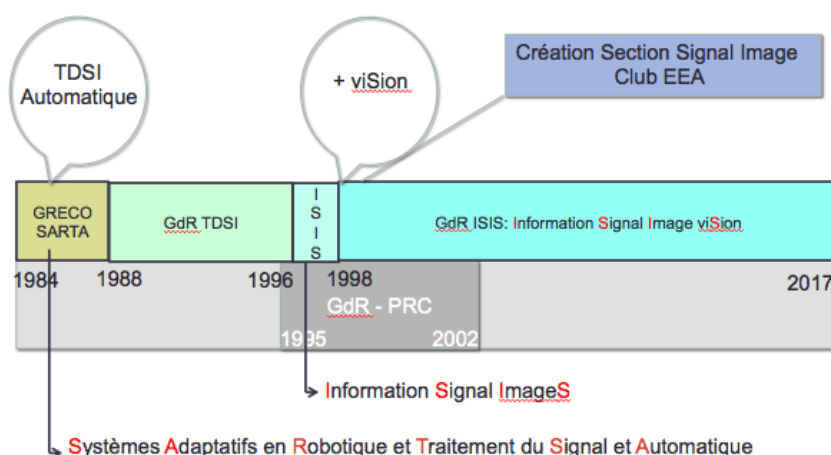 TDSI
Automatique
+ viSion
Création Section Signal Image
Club EEA
GRECO
SARTA
GdR TDSI
I
S
I
S
GdR ISIS: Information Signal Image viSion
1984
1988
1996
1998
2017
GdR - PRC
1995
2002
Information Signal ImageS
Systèmes Adaptatifs en Robotique et Traitement du Signal et Automatique